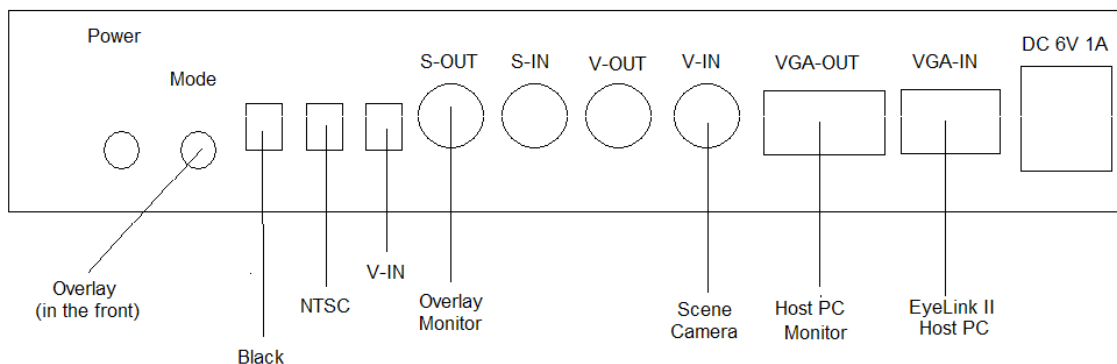 Power
Mode
S-OUT
S-IN
V-OUT
V-IN
VGA-OUT
VGA-IN
DC 6V 1A
Overlay
(in the front)
Black
NTSC
V-IN
Overlay
Monitor
Scene
Camera
Host PC
Monitor
EyeLink II
Host PC